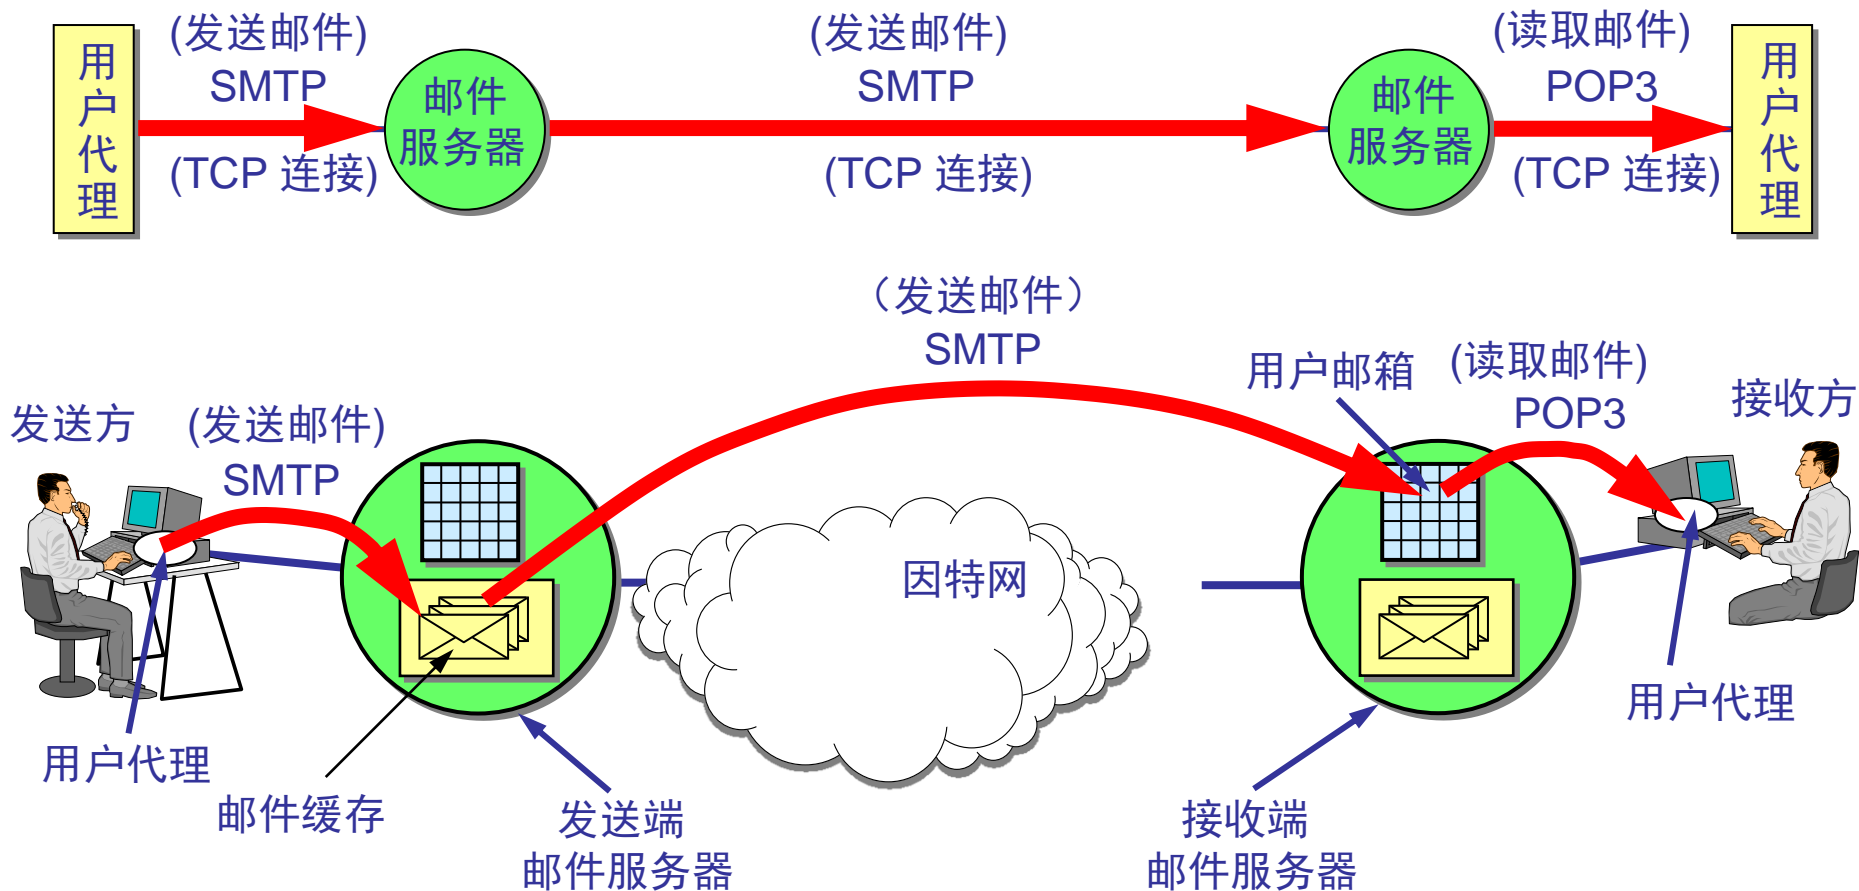 用户代理
(发送邮件)
SMTP
(TCP 连接)
邮件
服务器
(发送邮件)
SMTP
(TCP 连接)
邮件
服务器
(读取邮件)
POP3
(TCP 连接)
用户代理
（发送邮件）
SMTP
用户邮箱
(读取邮件)
POP3
接收方
发送方
(发送邮件)
SMTP
因特网
用户代理
用户代理
邮件缓存
发送端
邮件服务器
接收端
邮件服务器